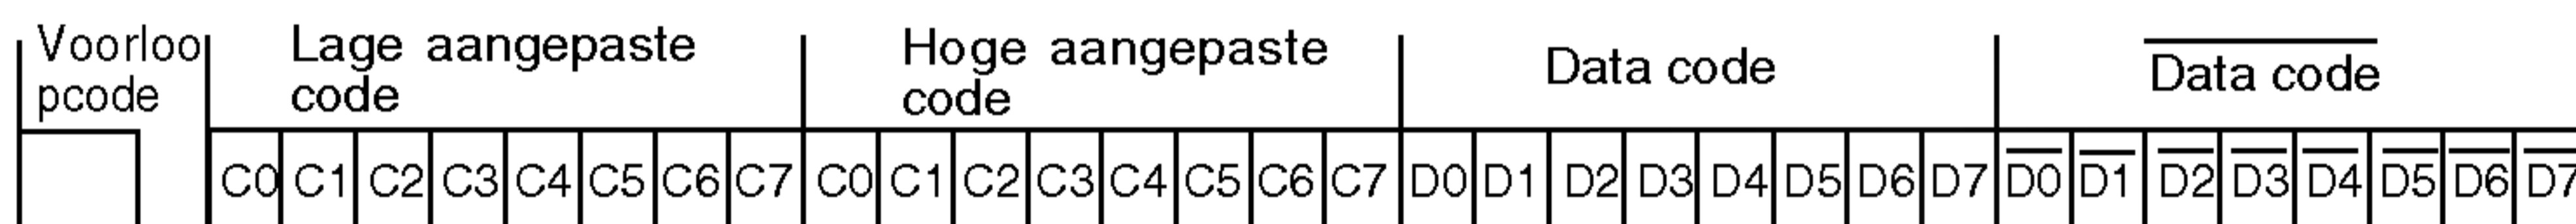 Voorloo
pcode
Lage aangepaste
code
Hoge aangepaste
code
Data code
Data code
C0 C1 C2 C3 C4 C5 C6 C7 C0 C1 C2 C3 C4 C5 C6 C7 D0 D1 D2 D3 D4 D5 D6 D7 D0 D1 D2 D3 D4 D5 D6 D7